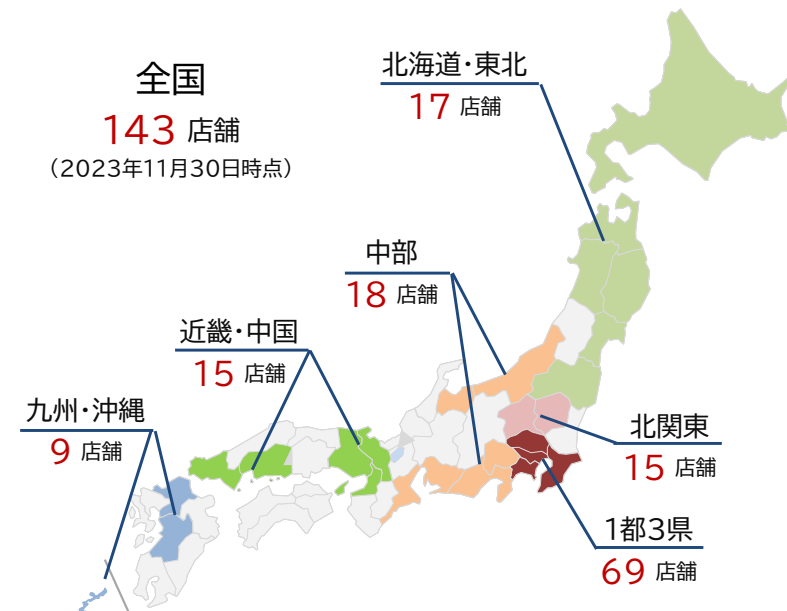 全国
143 店舗
（2023年11月30日時点）
北海道・東北
17 店舗
中部
18 店舗
近畿・中国
15 店舗
九州・沖縄
9 店舗
北関東
15 店舗
1都3県
69 店舗